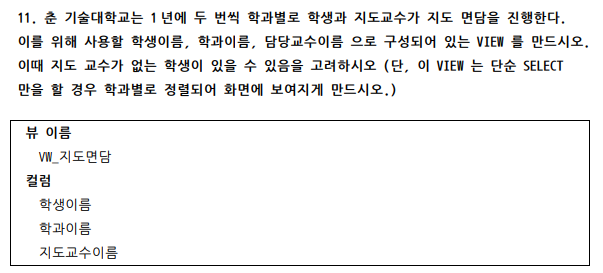 11. 춘 기술대학교는 1 년에 두 번씩 학과별로 학생과 지도교수가 지도 면담을 진행한다.
이를 위해 사용할 학생이름, 학과이름, 담당교수이름 으로 구성되어 있는 VIEW 를 만드시오.
이때 지도 교수가 없는 학생이 있을 수 있음을 고려하시오 (단, 이 VIEW 는 단순 SELECT
만을 할 경우 학과별로 정렬되어 화면에 보여지게 만드시오.)
뷰 이름
VW_지도면담
컬럼
학생이름
학과이름
지도교수이름